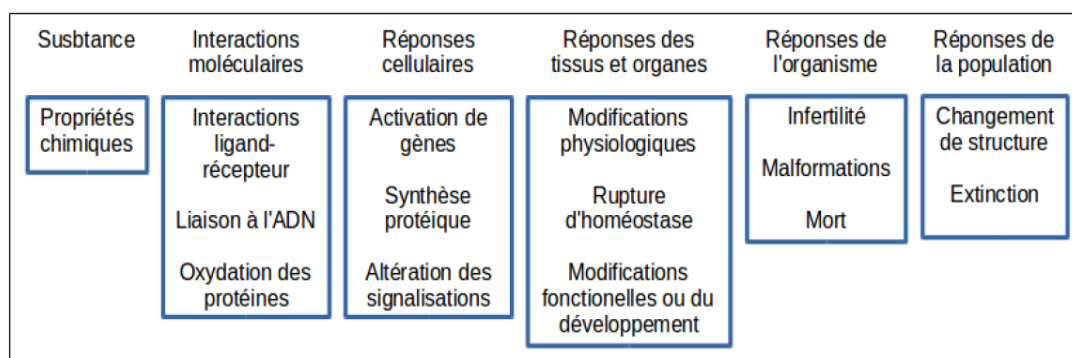 Susbtance
Interactions
moléculaires
Réponses
cellulaires
Réponses des
tissus et organes
Réponses de
l'organisme
Réponses de
la population
Propriétés
chimiques
Interactions
ligand-
récepteur
Liaison à l'ADN
Oxydation des
protéines
Activation de
gènes
Synthèse
protéique
Altération des
signalisations
Modifications
physiologiques
Rupture
d'homéostase
Modifications
fonctionelles ou du
développement
Infertilité
Malformations
Mort
Changement
de structure
Extinction